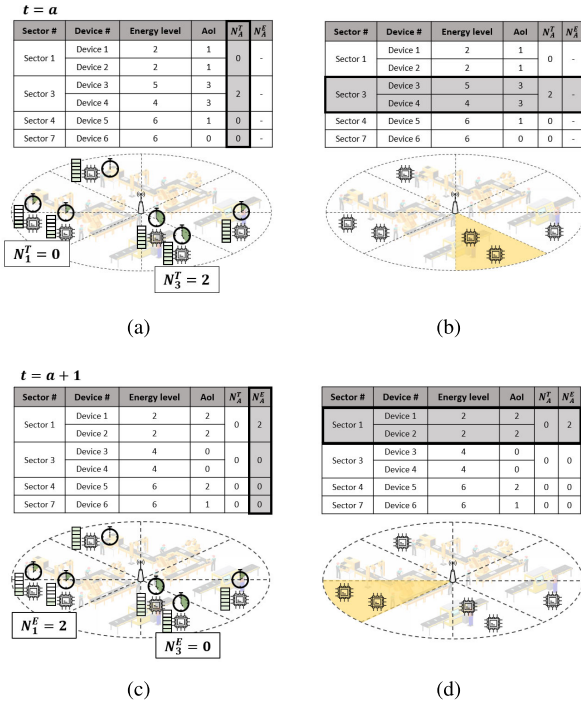 t = a
Sector # Device # Energy level AoI N_A^T N_A^E
Sector 1 Device 1 2 1 0 -
Device 2 2 1
Sector 3 Device 3 5 3 2 -
Device 4 4 3
Sector 4 Device 5 6 1 0 -
Sector 7 Device 6 6 0 0 -
N_1^T = 0
N_3^T = 2
(a)
Sector # Device # Energy level AoI N_A^T N_A^E
Sector 1 Device 1 2 1 0 -
Device 2 2 1
Sector 3 Device 3 5 3 2 -
Device 4 4 3
Sector 4 Device 5 6 1 0 -
Sector 7 Device 6 6 0 0 -
(b)
t = a + 1
Sector # Device # Energy level AoI N_A^T N_A^E
Sector 1 Device 1 2 2 0 2
Device 2 2 2
Sector 3 Device 3 4 0 0 0
Device 4 4 0
Sector 4 Device 5 6 2 0 0
Sector 7 Device 6 6 1 0 0
N_1^E = 2
N_3^E = 0
(c)
Sector # Device # Energy level AoI N_A^T N_A^E
Sector 1 Device 1 2 2 0 2
Device 2 2 2
Sector 3 Device 3 4 0 0 0
Device 4 4 0
Sector 4 Device 5 6 2 0 0
Sector 7 Device 6 6 1 0 0
(d)